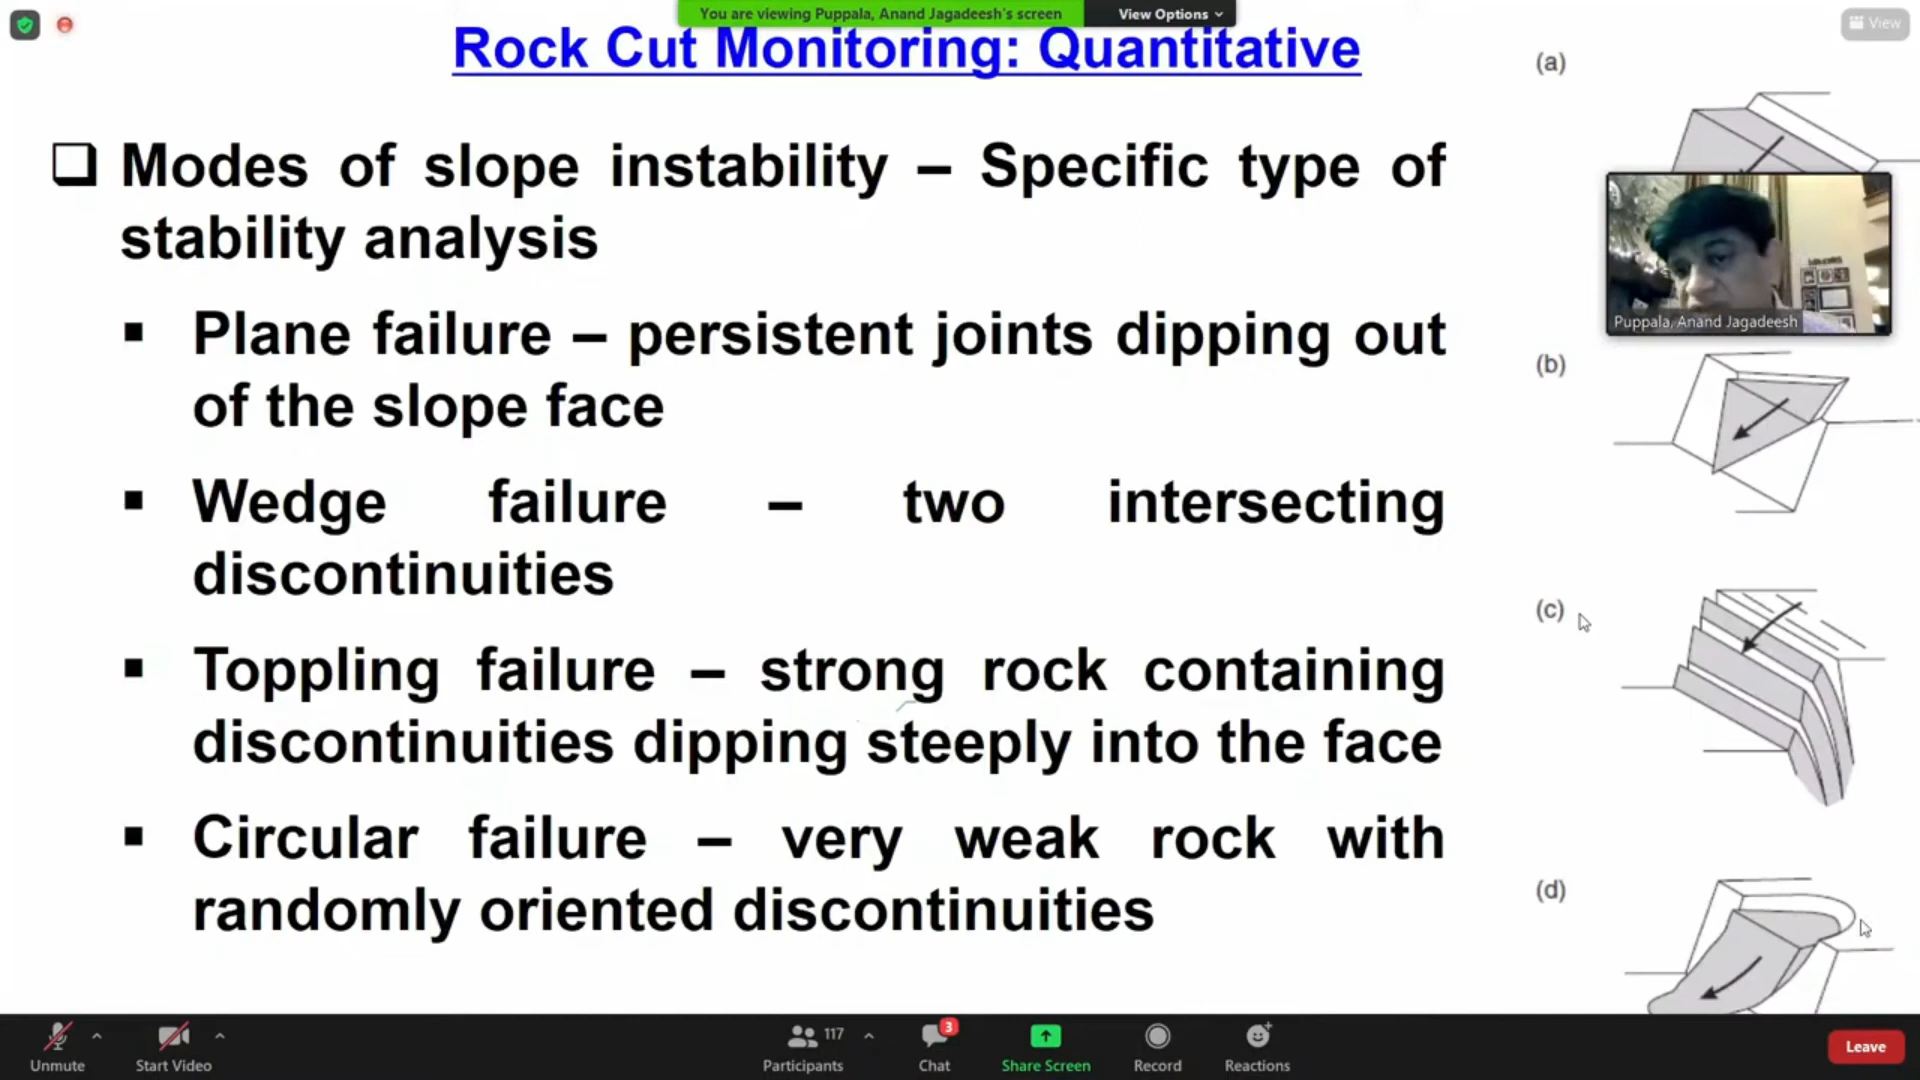 You are viewing Puppala, Anand Jagadeesh's screen
View Options
View
Rock Cut Monitoring: Quantitative
(a)
Modes of slope instability – Specific type of
stability analysis
Puppala, Anand Jagadeesh
Plane failure – persistent joints dipping out
of the slope face
(b)
Wedge failure – two intersecting
discontinuities
(c)
Toppling failure – strong rock containing
discontinuities dipping steeply into the face
Circular failure – very weak rock with
randomly oriented discontinuities
(d)
Unmute
Start Video
117
Participants
3
Chat
Share Screen
Record
Reactions
Leave